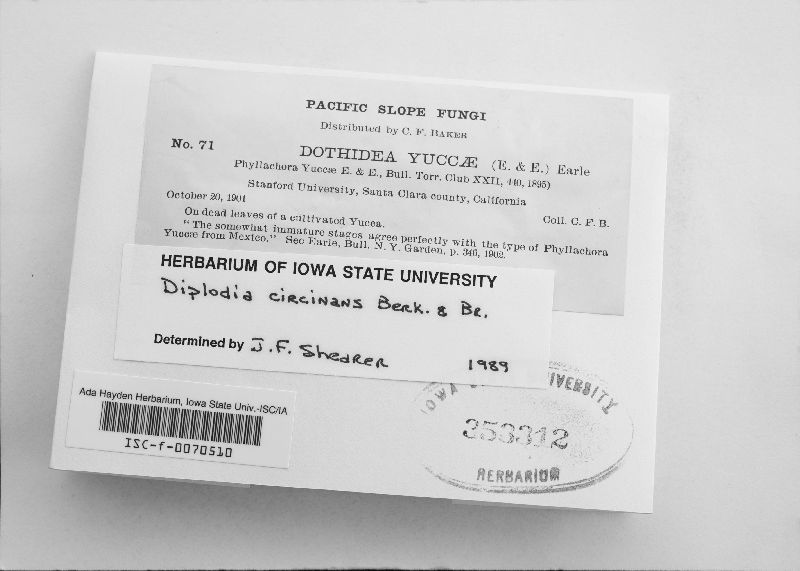 PACIFIC SLOPE FUNGI
Distributed by C. F. BAKER
No. 71
DOTHIDEA YUCCÆ (E. & E.) Earle
Phyllachora Yuccæ E. & E., Bull. Torr. Club XXII, 440, 1895)
Stanford University, Santa Clara county, California
October 20, 1901
Coll. C. F. B.
On dead leaves of a cultivated Yucca.
"The somewhat immature stages agree perfectly with the type of Phyllachora
Yuccæ from Mexico." See Earle, Bull. N. Y. Garden, p. 346, 1902.
HERBARIUM OF IOWA STATE UNIVERSITY
Diplodia circinans Berk. & Br.
Determined by J. F. Shearer 1989
Ada Hayden Herbarium, Iowa State Univ.-ISC/IA
ISC-f-0070510
IOWA UNIVERSITY
353312
HERBARIUM